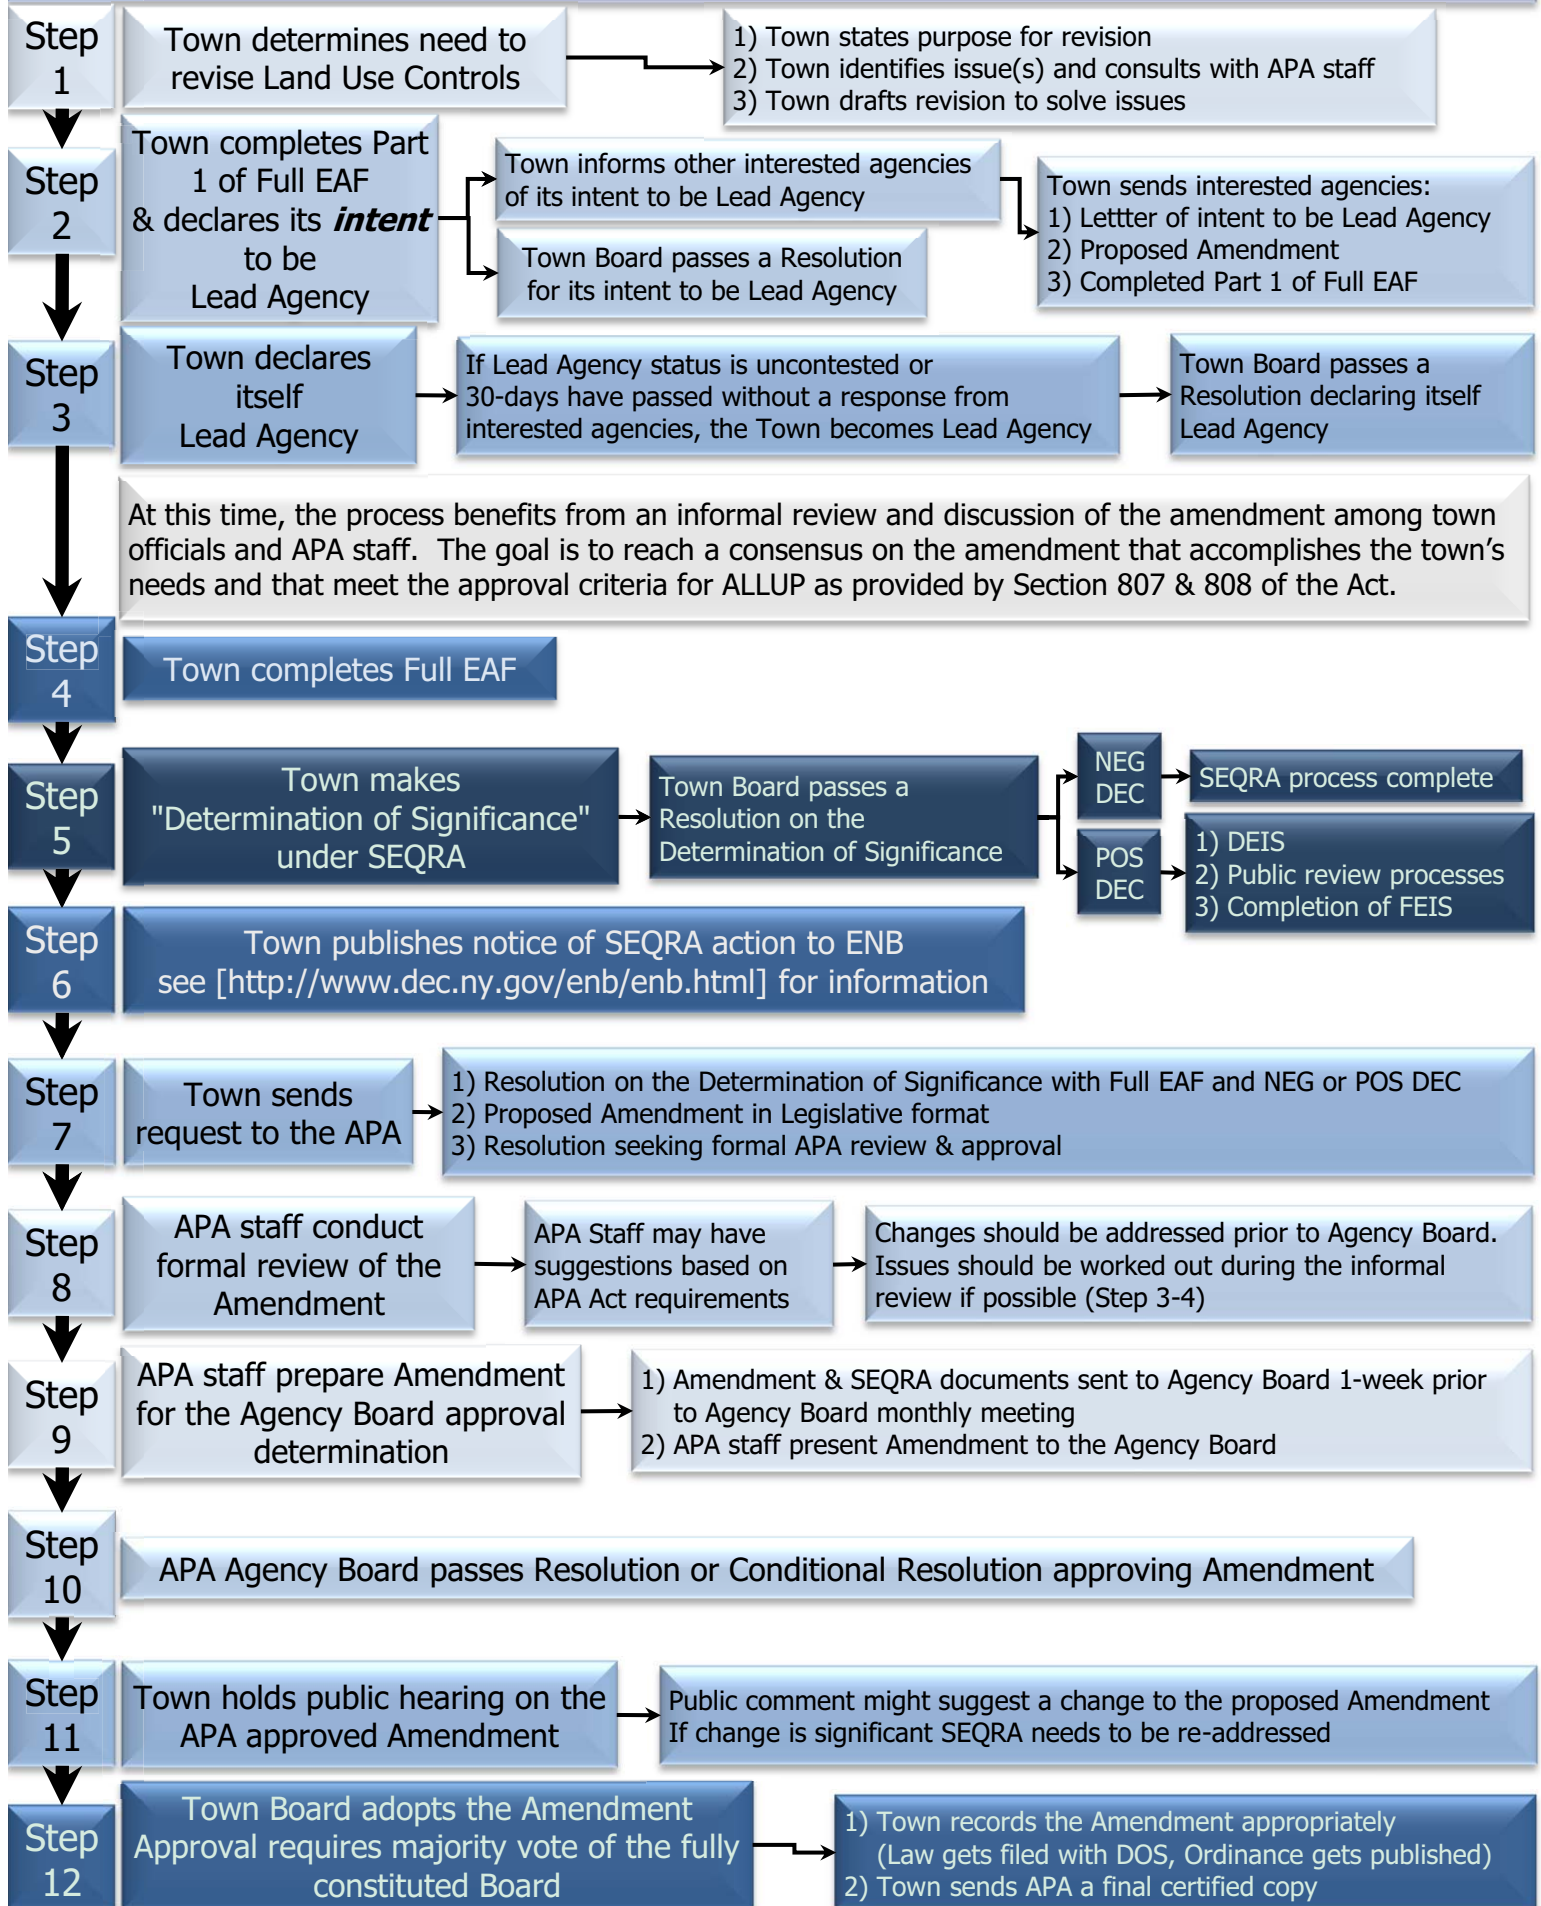 Step
1
Town determines need to
revise Land Use Controls
1) Town states purpose for revision
2) Town identifies issue(s) and consults with APA staff
3) Town drafts revision to solve issues
Step
2
Town completes Part
1 of Full EAF
& declares its intent
to be
Lead Agency
Town informs other interested agencies
of its intent to be Lead Agency
Town Board passes a Resolution
for its intent to be Lead Agency
Town sends interested agencies:
1) Lettter of intent to be Lead Agency
2) Proposed Amendment
3) Completed Part 1 of Full EAF
Step
3
Town declares
itself
Lead Agency
If Lead Agency status is uncontested or
30-days have passed without a response from
interested agencies, the Town becomes Lead Agency
Town Board passes a
Resolution declaring itself
Lead Agency
At this time, the process benefits from an informal review and discussion of the amendment among town
officials and APA staff.  The goal is to reach a consensus on the amendment that accomplishes the town's
needs and that meet the approval criteria for ALLUP as provided by Section 807 & 808 of the Act.
Step
4
Town completes Full EAF
Step
5
Town makes
"Determination of Significance"
under SEQRA
Town Board passes a
Resolution on the
Determination of Significance
NEG
DEC
SEQRA process complete
POS
DEC
1) DEIS
2) Public review processes
3) Completion of FEIS
Step
6
Town publishes notice of SEQRA action to ENB
see [http://www.dec.ny.gov/enb/enb.html] for information
Step
7
Town sends
request to the APA
1) Resolution on the Determination of Significance with Full EAF and NEG or POS DEC
2) Proposed Amendment in Legislative format
3) Resolution seeking formal APA review & approval
Step
8
APA staff conduct
formal review of the
Amendment
APA Staff may have
suggestions based on
APA Act requirements
Changes should be addressed prior to Agency Board.
Issues should be worked out during the informal
review if possible (Step 3-4)
Step
9
APA staff prepare Amendment
for the Agency Board approval
determination
1) Amendment & SEQRA documents sent to Agency Board 1-week prior
to Agency Board monthly meeting
2) APA staff present Amendment to the Agency Board
Step
10
APA Agency Board passes Resolution or Conditional Resolution approving Amendment
Step
11
Town holds public hearing on the
APA approved Amendment
Public comment might suggest a change to the proposed Amendment
If change is significant SEQRA needs to be re-addressed
Step
12
Town Board adopts the Amendment
Approval requires majority vote of the fully
constituted Board
1) Town records the Amendment appropriately
(Law gets filed with DOS, Ordinance gets published)
2) Town sends APA a final certified copy